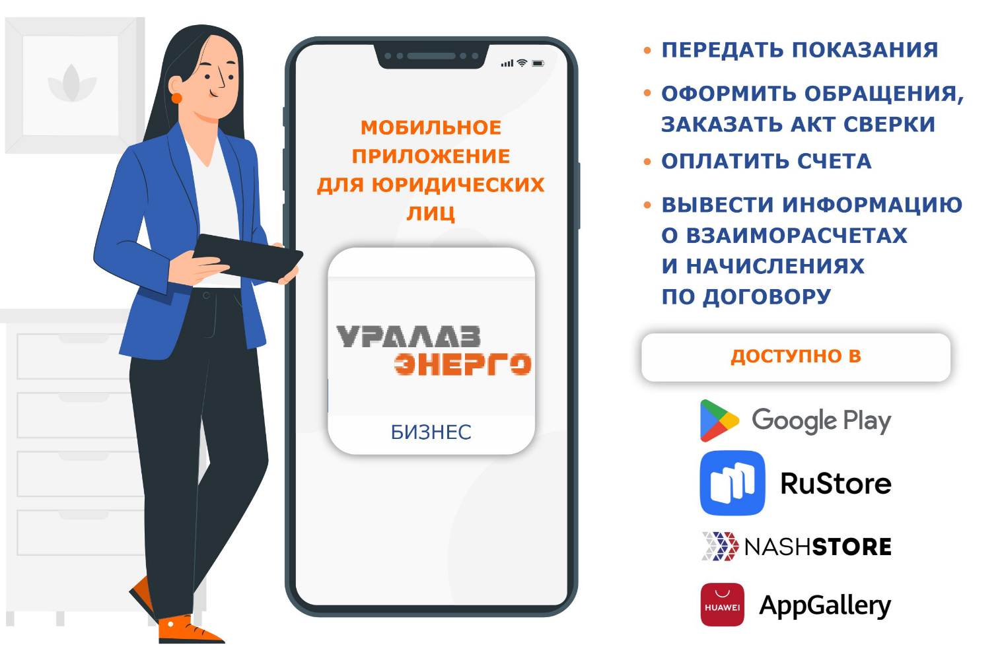 МОБИЛЬНОЕ
ПРИЛОЖЕНИЕ
ДЛЯ ЮРИДИЧЕСКИХ
ЛИЦ
УРАЛАЗ
ЭНЕРГО
БИЗНЕС
• ПЕРЕДАТЬ ПОКАЗАНИЯ
• ОФОРМИТЬ ОБРАЩЕНИЯ,
ЗАКАЗАТЬ АКТ СВЕРКИ
• ОПЛАТИТЬ СЧЕТА
• ВЫВЕСТИ ИНФОРМАЦИЮ
О ВЗАИМОРАСЧЕТАХ
И НАЧИСЛЕНИЯХ
ПО ДОГОВОРУ
ДОСТУПНО В
Google Play
RuStore
NASHSTORE
HUAWEI AppGallery